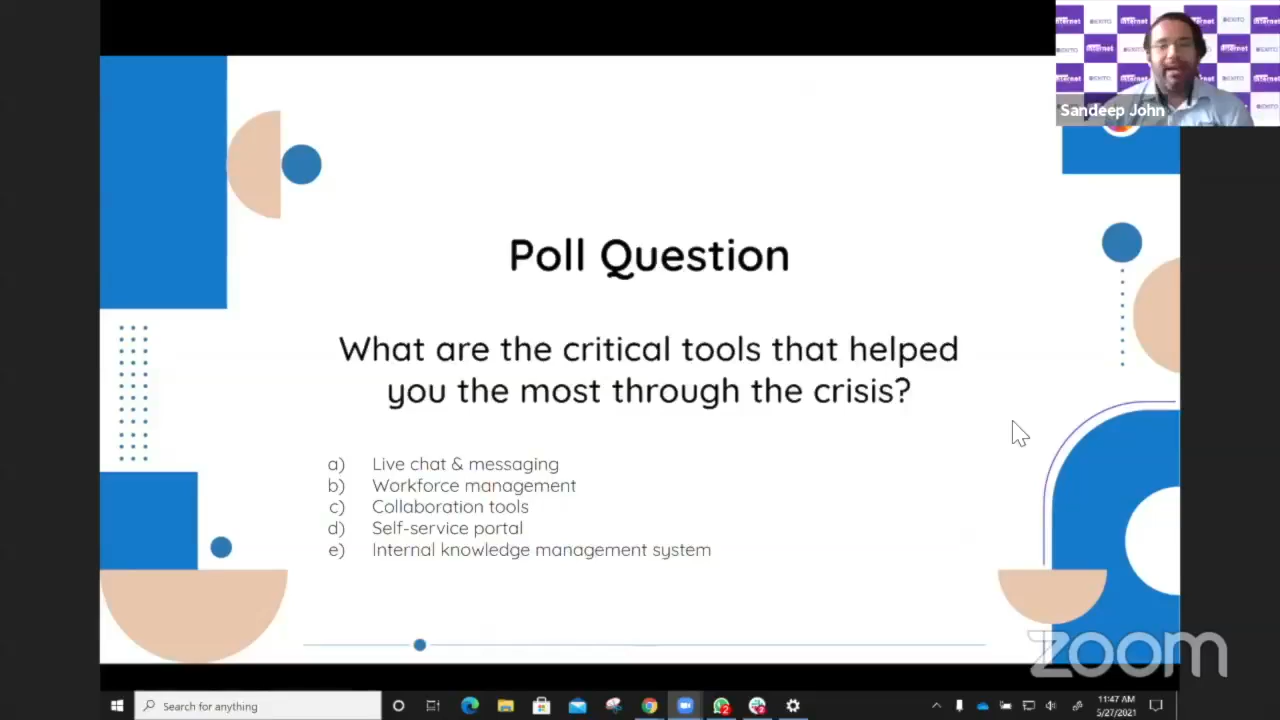 Sandeep John
Poll Question
What are the critical tools that helped
you the most through the crisis?
a) Live chat & messaging
b) Workforce management
c) Collaboration tools
d) Self-service portal
e) Internal knowledge management system
zoom
Search for anything
11:47 AM
5/27/2021